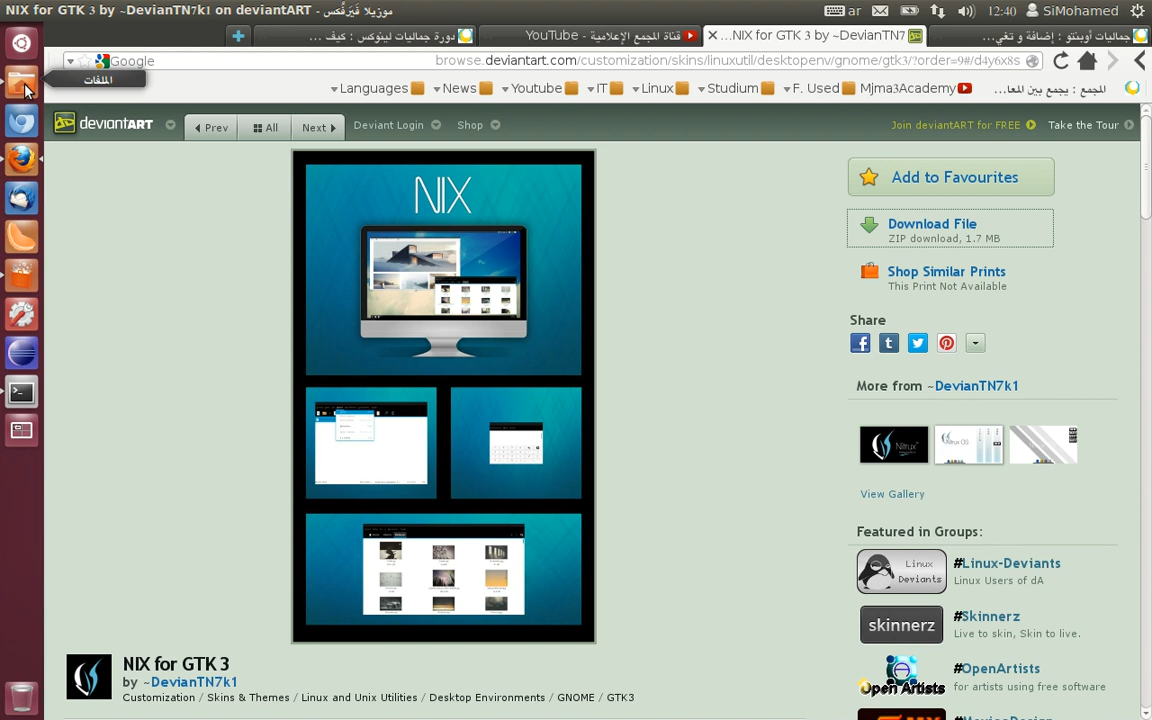 NIX for GTK 3 by ~DevianTN7k1 on deviantART - موزيلا فَيَرفُكس
ar
12:40
SiMohamed
دورة جماليات لينوكس : كيف ...
قناة المجمع الإعلامية - YouTube
...NIX for GTK 3 by ~DevianTN7
جماليات أوبنتو : إضافة و تغي...
الملفات
Google
browse.deviantart.com/customization/skins/linuxutil/desktopenv/gnome/gtk3/?order=9#/d4y6x8s
Languages
News
Youtube
IT
Linux
Studium
F. Used
Mjma3Academy
المجمع : يجمع بين المعا...
deviantART
Prev
All
Next
Deviant Login
Shop
Join deviantART for FREE
Take the Tour
NIX
Add to Favourites
Download File
ZIP download, 1.7 MB
Shop Similar Prints
This Print Not Available
Share
More from ~DevianTN7k1
Nitrux
Nitrux OS
View Gallery
Featured in Groups:
Linux Deviants
#Linux-Deviants
Linux Users of dA
skinnerz
#Skinnerz
Live to skin, Skin to live.
Open Artists
#OpenArtists
for artists using free software
NIX for GTK 3
by ~DevianTN7k1
Customization / Skins & Themes / Linux and Unix Utilities / Desktop Environments / GNOME / GTK3